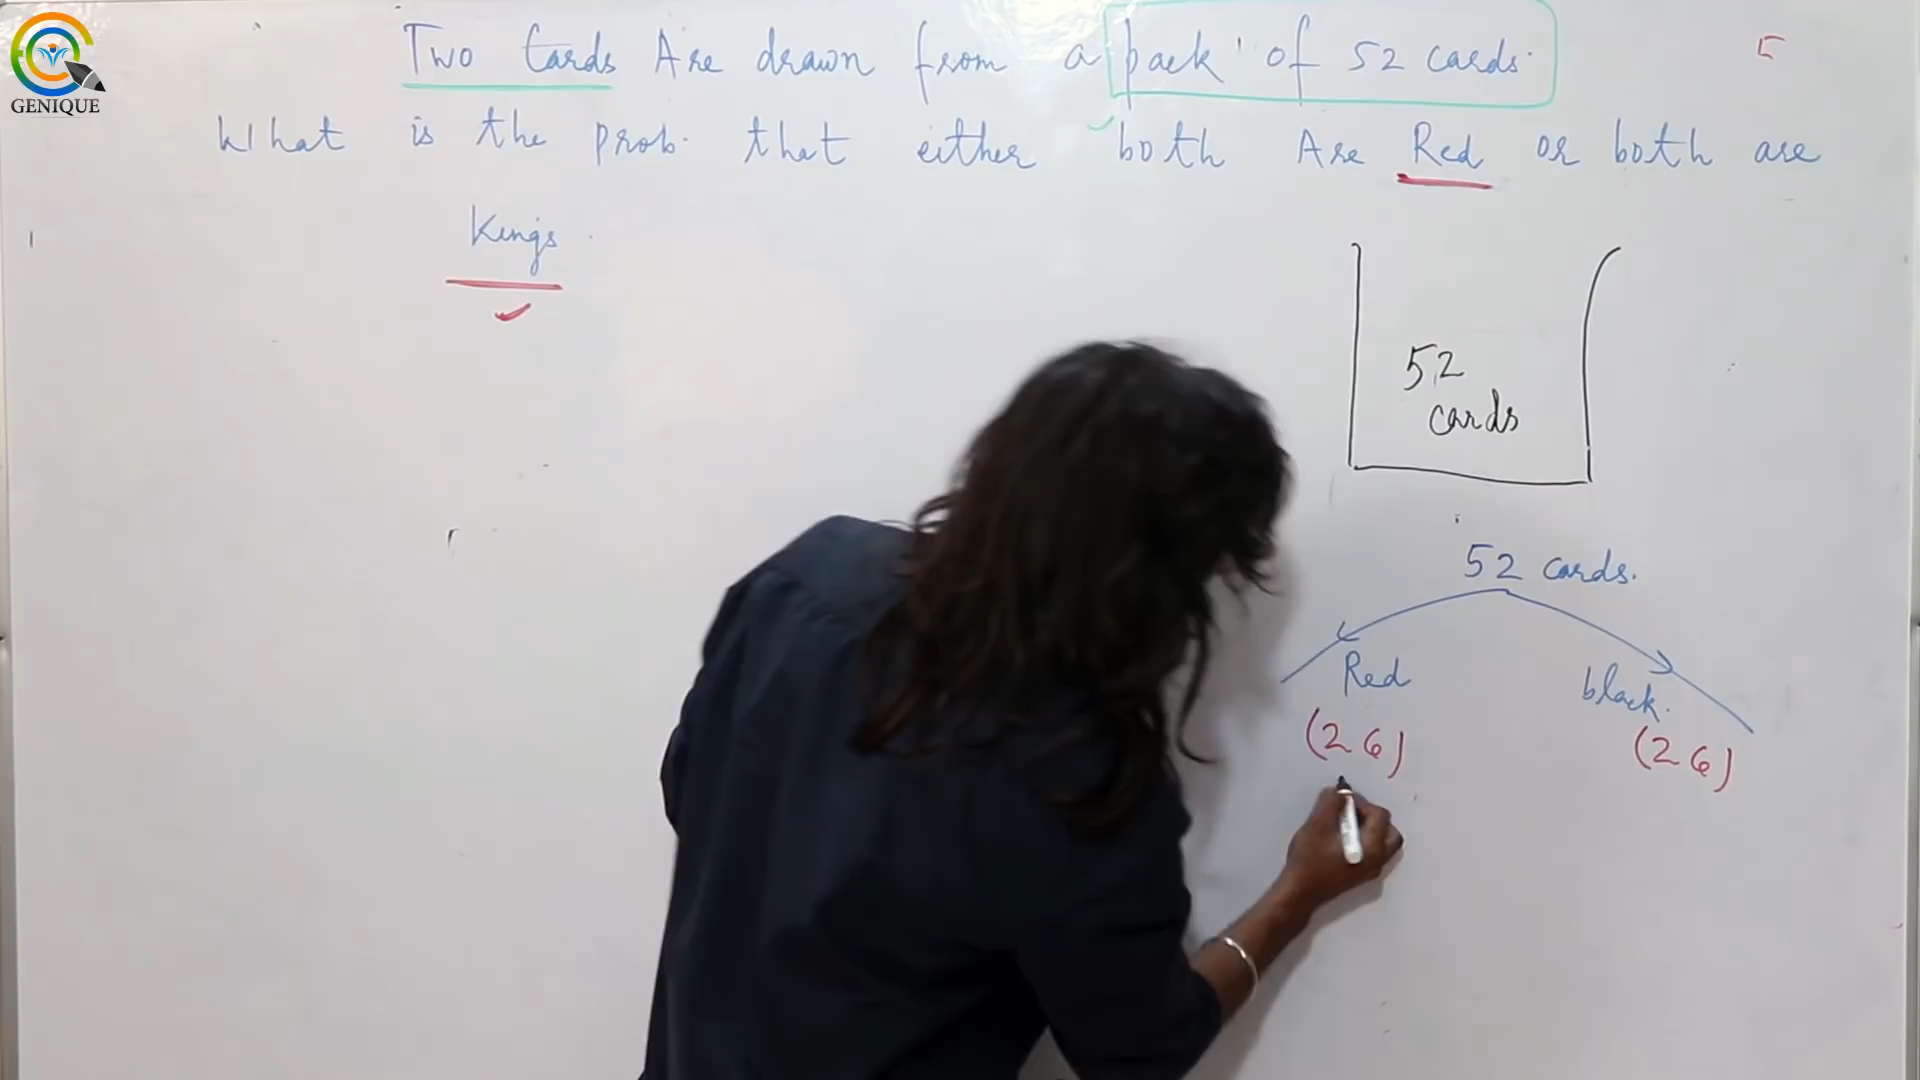 GENIQUE
Two Cards Are drawn from a pack of 52 cards.
What is the prob. that either both Are Red or both are
Kings.
52
cards
52 cards.
Red
black.
(26)
(26)